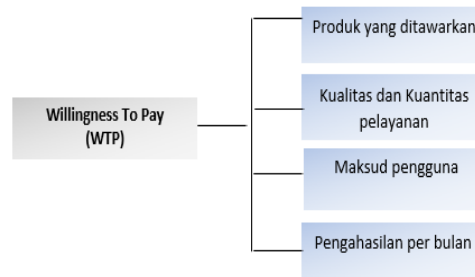 Willingness To Pay
(WTP)
Produk yang ditawarkan
Kualitas dan Kuantitas
pelayanan
Maksud pengguna
Pengahasilan per bulan